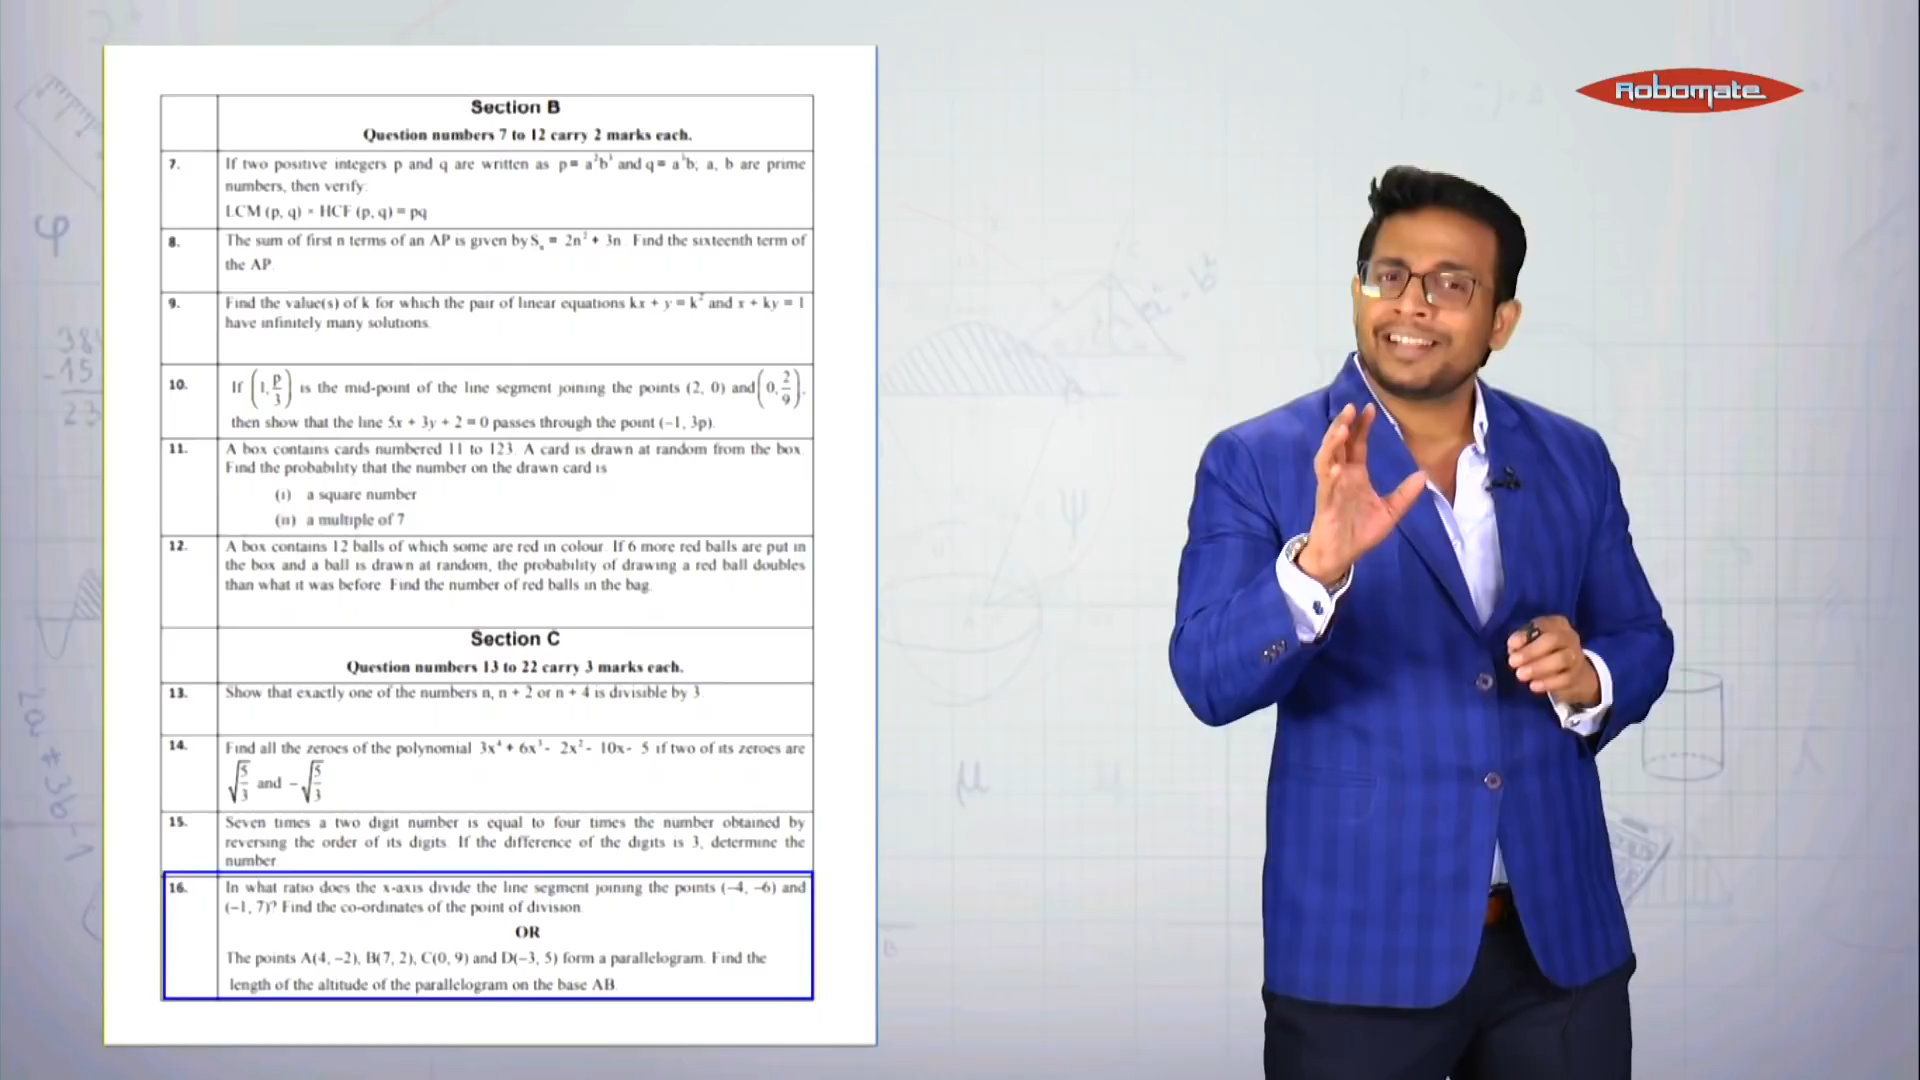 Robomate
Section B
Question numbers 7 to 12 carry 2 marks each.
7. If two positive integers p and q are written as p = a²b³ and q = a³b; a, b are prime
numbers, then verify:
LCM (p, q) × HCF (p, q) = pq
8. The sum of first n terms of an AP is given by Sₙ = 2n² + 3n Find the sixteenth term of
the AP.
9. Find the value(s) of k for which the pair of linear equations kx + y = k² and x + ky = 1
have infinitely many solutions.
10. If (1, p/3) is the mid-point of the line segment joining the points (2, 0) and (0, 2/9),
then show that the line 5x + 3y + 2 = 0 passes through the point (−1, 3p).
11. A box contains cards numbered 11 to 123. A card is drawn at random from the box.
Find the probability that the number on the drawn card is
(i) a square number
(ii) a multiple of 7
12. A box contains 12 balls of which some are red in colour. If 6 more red balls are put in
the box and a ball is drawn at random, the probability of drawing a red ball doubles
than what it was before. Find the number of red balls in the bag.
Section C
Question numbers 13 to 22 carry 3 marks each.
13. Show that exactly one of the numbers n, n + 2 or n + 4 is divisible by 3.
14. Find all the zeroes of the polynomial 3x⁴ + 6x³ - 2x² - 10x - 5 if two of its zeroes are
√(5/3) and −√(5/3)
15. Seven times a two digit number is equal to four times the number obtained by
reversing the order of its digits. If the difference of the digits is 3, determine the
number.
16. In what ratio does the x-axis divide the line segment joining the points (−4, −6) and
(−1, 7)? Find the co-ordinates of the point of division.
OR
The points A(4, −2), B(7, 2), C(0, 9) and D(−3, 5) form a parallelogram. Find the
length of the altitude of the parallelogram on the base AB.